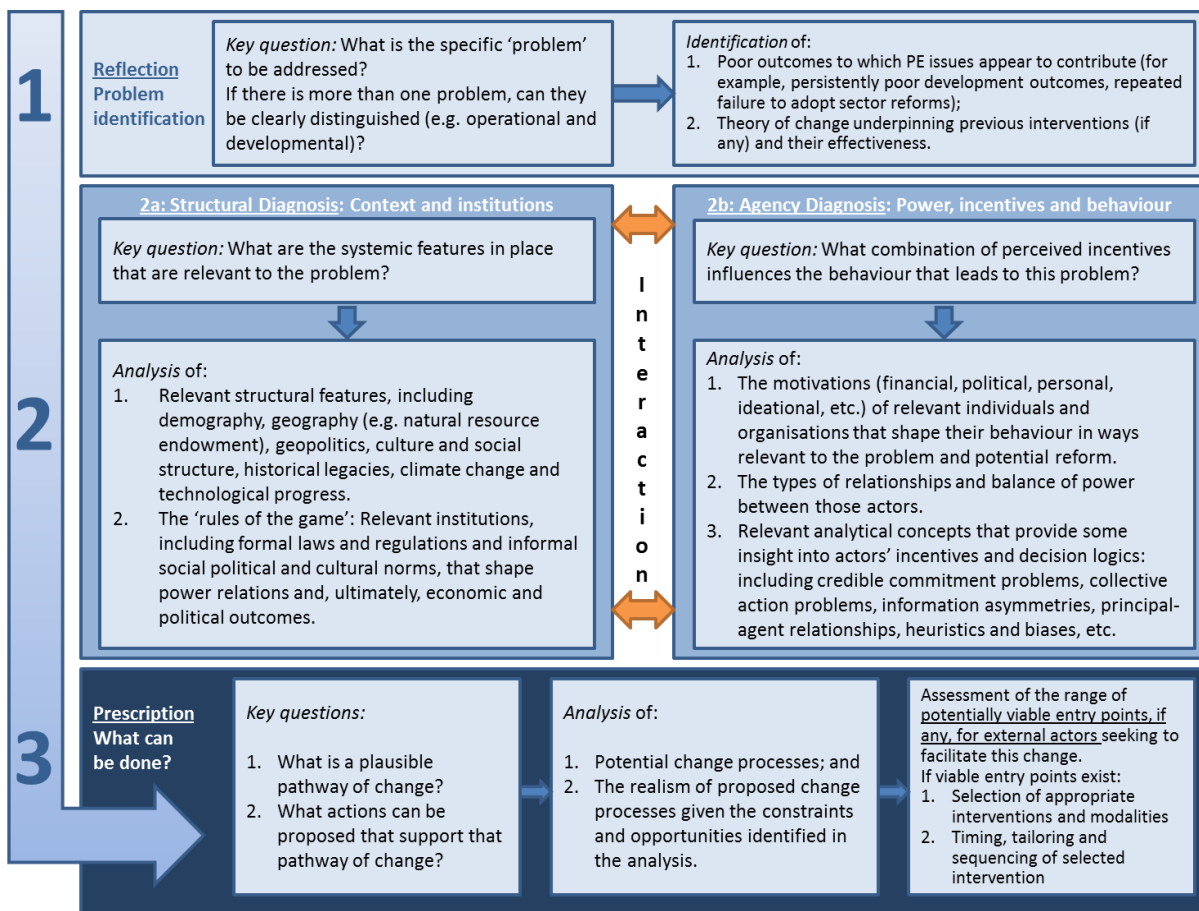 1
Reflection
Problem
identification
Key question: What is the specific ‘problem’
to be addressed?
If there is more than one problem, can they
be clearly distinguished (e.g. operational and
developmental)?
Identification of:
1. Poor outcomes to which PE issues appear to contribute (for
example, persistently poor development outcomes, repeated
failure to adopt sector reforms);
2. Theory of change underpinning previous interventions (if
any) and their effectiveness.
2
2a: Structural Diagnosis: Context and institutions
Key question: What are the systemic features in place
that are relevant to the problem?
Analysis of:
1. Relevant structural features, including
demography, geography (e.g. natural resource
endowment), geopolitics, culture and social
structure, historical legacies, climate change and
technological progress.
2. The ‘rules of the game’: Relevant institutions,
including formal laws and regulations and informal
social political and cultural norms, that shape
power relations and, ultimately, economic and
political outcomes.
Interaction
2b: Agency Diagnosis: Power, incentives and behaviour
Key question: What combination of perceived incentives
influences the behaviour that leads to this problem?
Analysis of:
1. The motivations (financial, political, personal,
ideational, etc.) of relevant individuals and
organisations that shape their behaviour in ways
relevant to the problem and potential reform.
2. The types of relationships and balance of power
between those actors.
3. Relevant analytical concepts that provide some
insight into actors’ incentives and decision logics:
including credible commitment problems, collective
action problems, information asymmetries, principal-
agent relationships, heuristics and biases, etc.
3
Prescription
What can
be done?
Key questions:
1. What is a plausible
pathway of change?
2. What actions can be
proposed that support that
pathway of change?
Analysis of:
1. Potential change processes; and
2. The realism of proposed change
processes given the constraints
and opportunities identified in
the analysis.
Assessment of the range of
potentially viable entry points, if
any, for external actors seeking to
facilitate this change.
If viable entry points exist:
1. Selection of appropriate
interventions and modalities
2. Timing, tailoring and
sequencing of selected
intervention